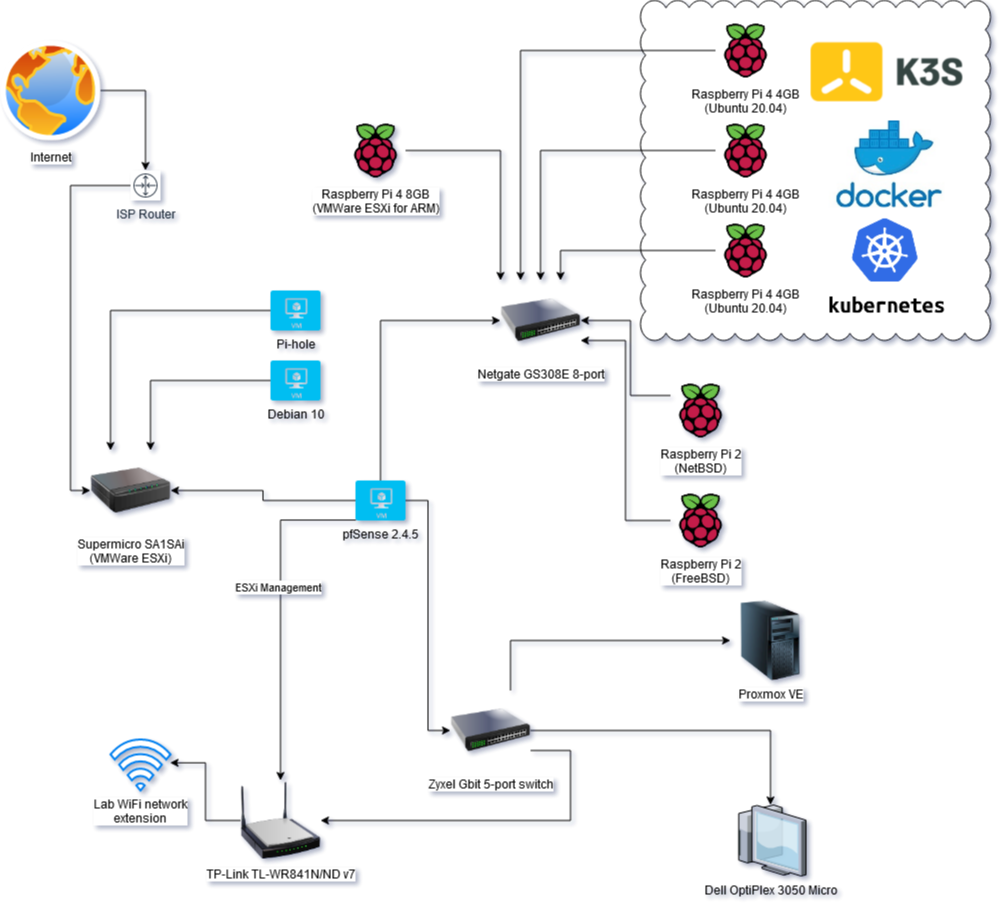 Raspberry Pi 4 4GB
(Ubuntu 20.04)
K3S
Internet
Raspberry Pi 4 8GB
(VMWare ESXi for ARM)
Raspberry Pi 4 4GB
(Ubuntu 20.04)
docker
ISP Router
Raspberry Pi 4 4GB
(Ubuntu 20.04)
kubernetes
VM
Pi-hole
VM
Debian 10
Netgate GS308E 8-port
Raspberry Pi 2
(NetBSD)
VM
pfSense 2.4.5
Supermicro SA1SAi
(VMWare ESXi)
Raspberry Pi 2
(FreeBSD)
ESXi Management
Proxmox VE
Zyxel Gbit 5-port switch
Lab WiFi network
extension
TP-Link TL-WR841N/ND v7
Dell OptiPlex 3050 Micro